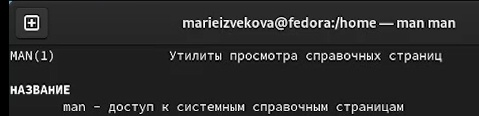 marieizvekova@fedora:/home — man man
MAN(1) Утилиты просмотра справочных страниц
НАЗВАНИЕ
man - доступ к системным справочным страницам